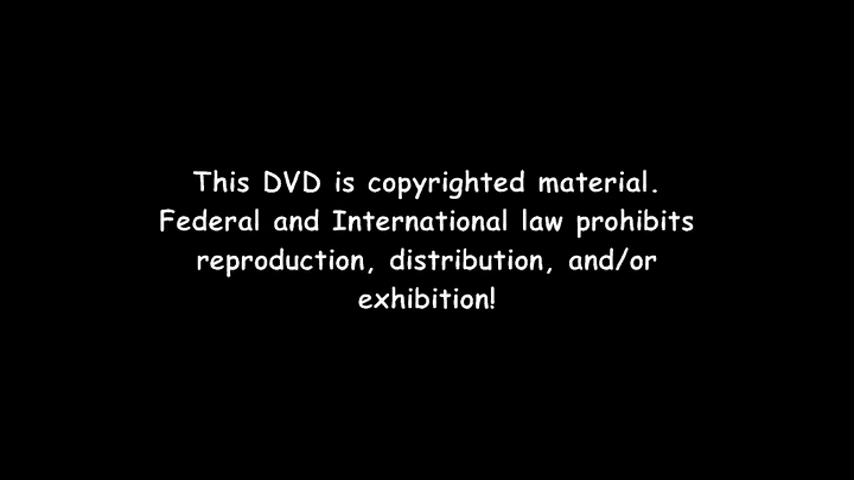 This DVD is copyrighted material.
Federal and International law prohibits
reproduction, distribution, and/or
exhibition!